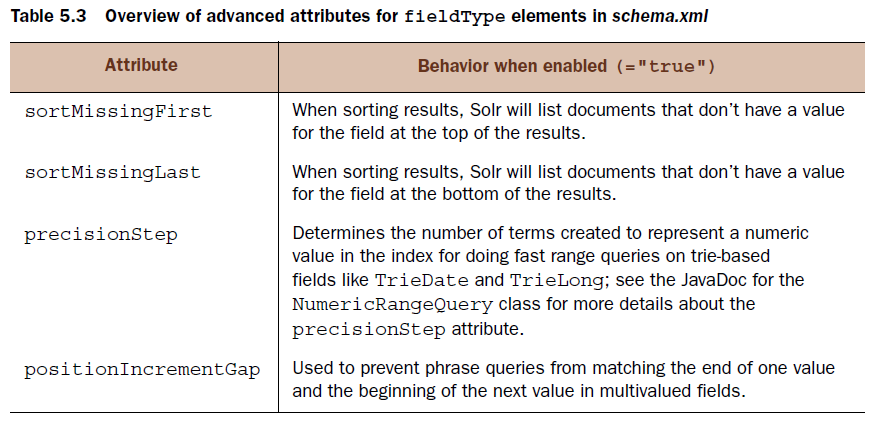 Table 5.3 Overview of advanced attributes for fieldType elements in schema.xml
Attribute
Behavior when enabled (="true")
sortMissingFirst
When sorting results, Solr will list documents that don't have a value
for the field at the top of the results.
sortMissingLast
When sorting results, Solr will list documents that don't have a value
for the field at the bottom of the results.
precisionStep
Determines the number of terms created to represent a numeric
value in the index for doing fast range queries on trie-based
fields like TrieDate and TrieLong; see the JavaDoc for the
NumericRangeQuery class for more details about the
precisionStep attribute.
positionIncrementGap
Used to prevent phrase queries from matching the end of one value
and the beginning of the next value in multivalued fields.